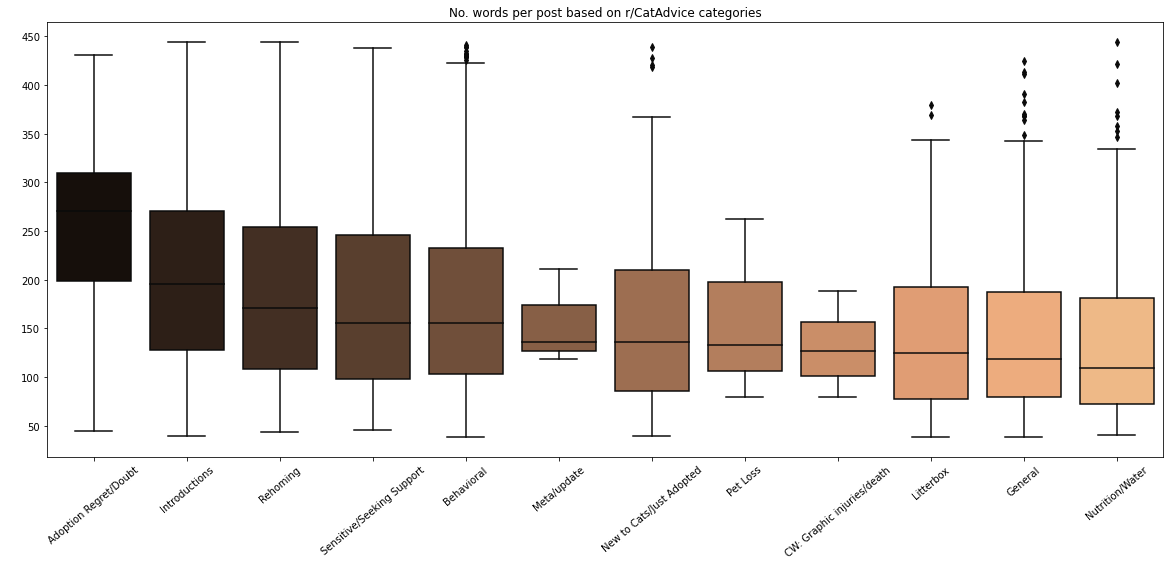 No. words per post based on r/CatAdvice categories
450
400
350
300
250
200
150
100
50
Adoption Regret/Doubt
Introductions
Rehoming
Sensitive/Seeking Support
Behavioral
Meta/update
New to Cats/Just Adopted
Pet Loss
CW: Graphic injuries/death
Litterbox
General
Nutrition/Water